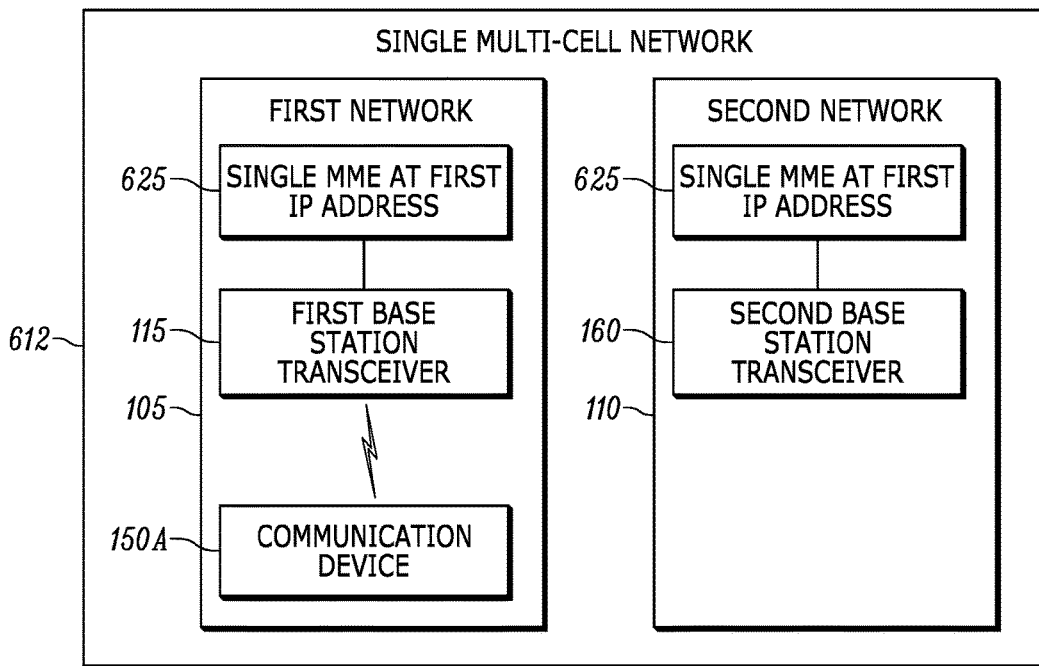 SINGLE MULTI-CELL NETWORK
FIRST NETWORK
625
SINGLE MME AT FIRST
IP ADDRESS
115
FIRST BASE
STATION
TRANSCEIVER
612
105
150A
COMMUNICATION
DEVICE
SECOND NETWORK
625
SINGLE MME AT FIRST
IP ADDRESS
160
SECOND BASE
STATION
TRANSCEIVER
110